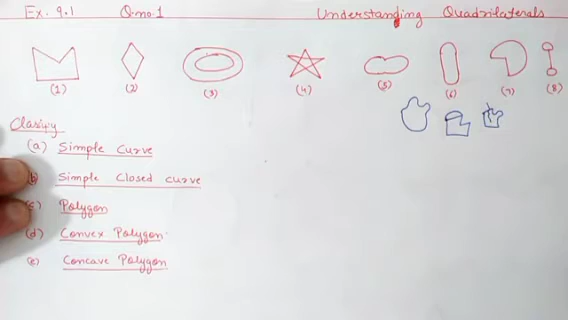 Ex. 9.1 Q.no.1 Understanding Quadrilaterals
(1) (2) (3) (4) (5) (6) (7) (8)
Classify
(a) Simple curve
(b) Simple closed curve
(c) Polygon
(d) Convex Polygon
(e) Concave Polygon